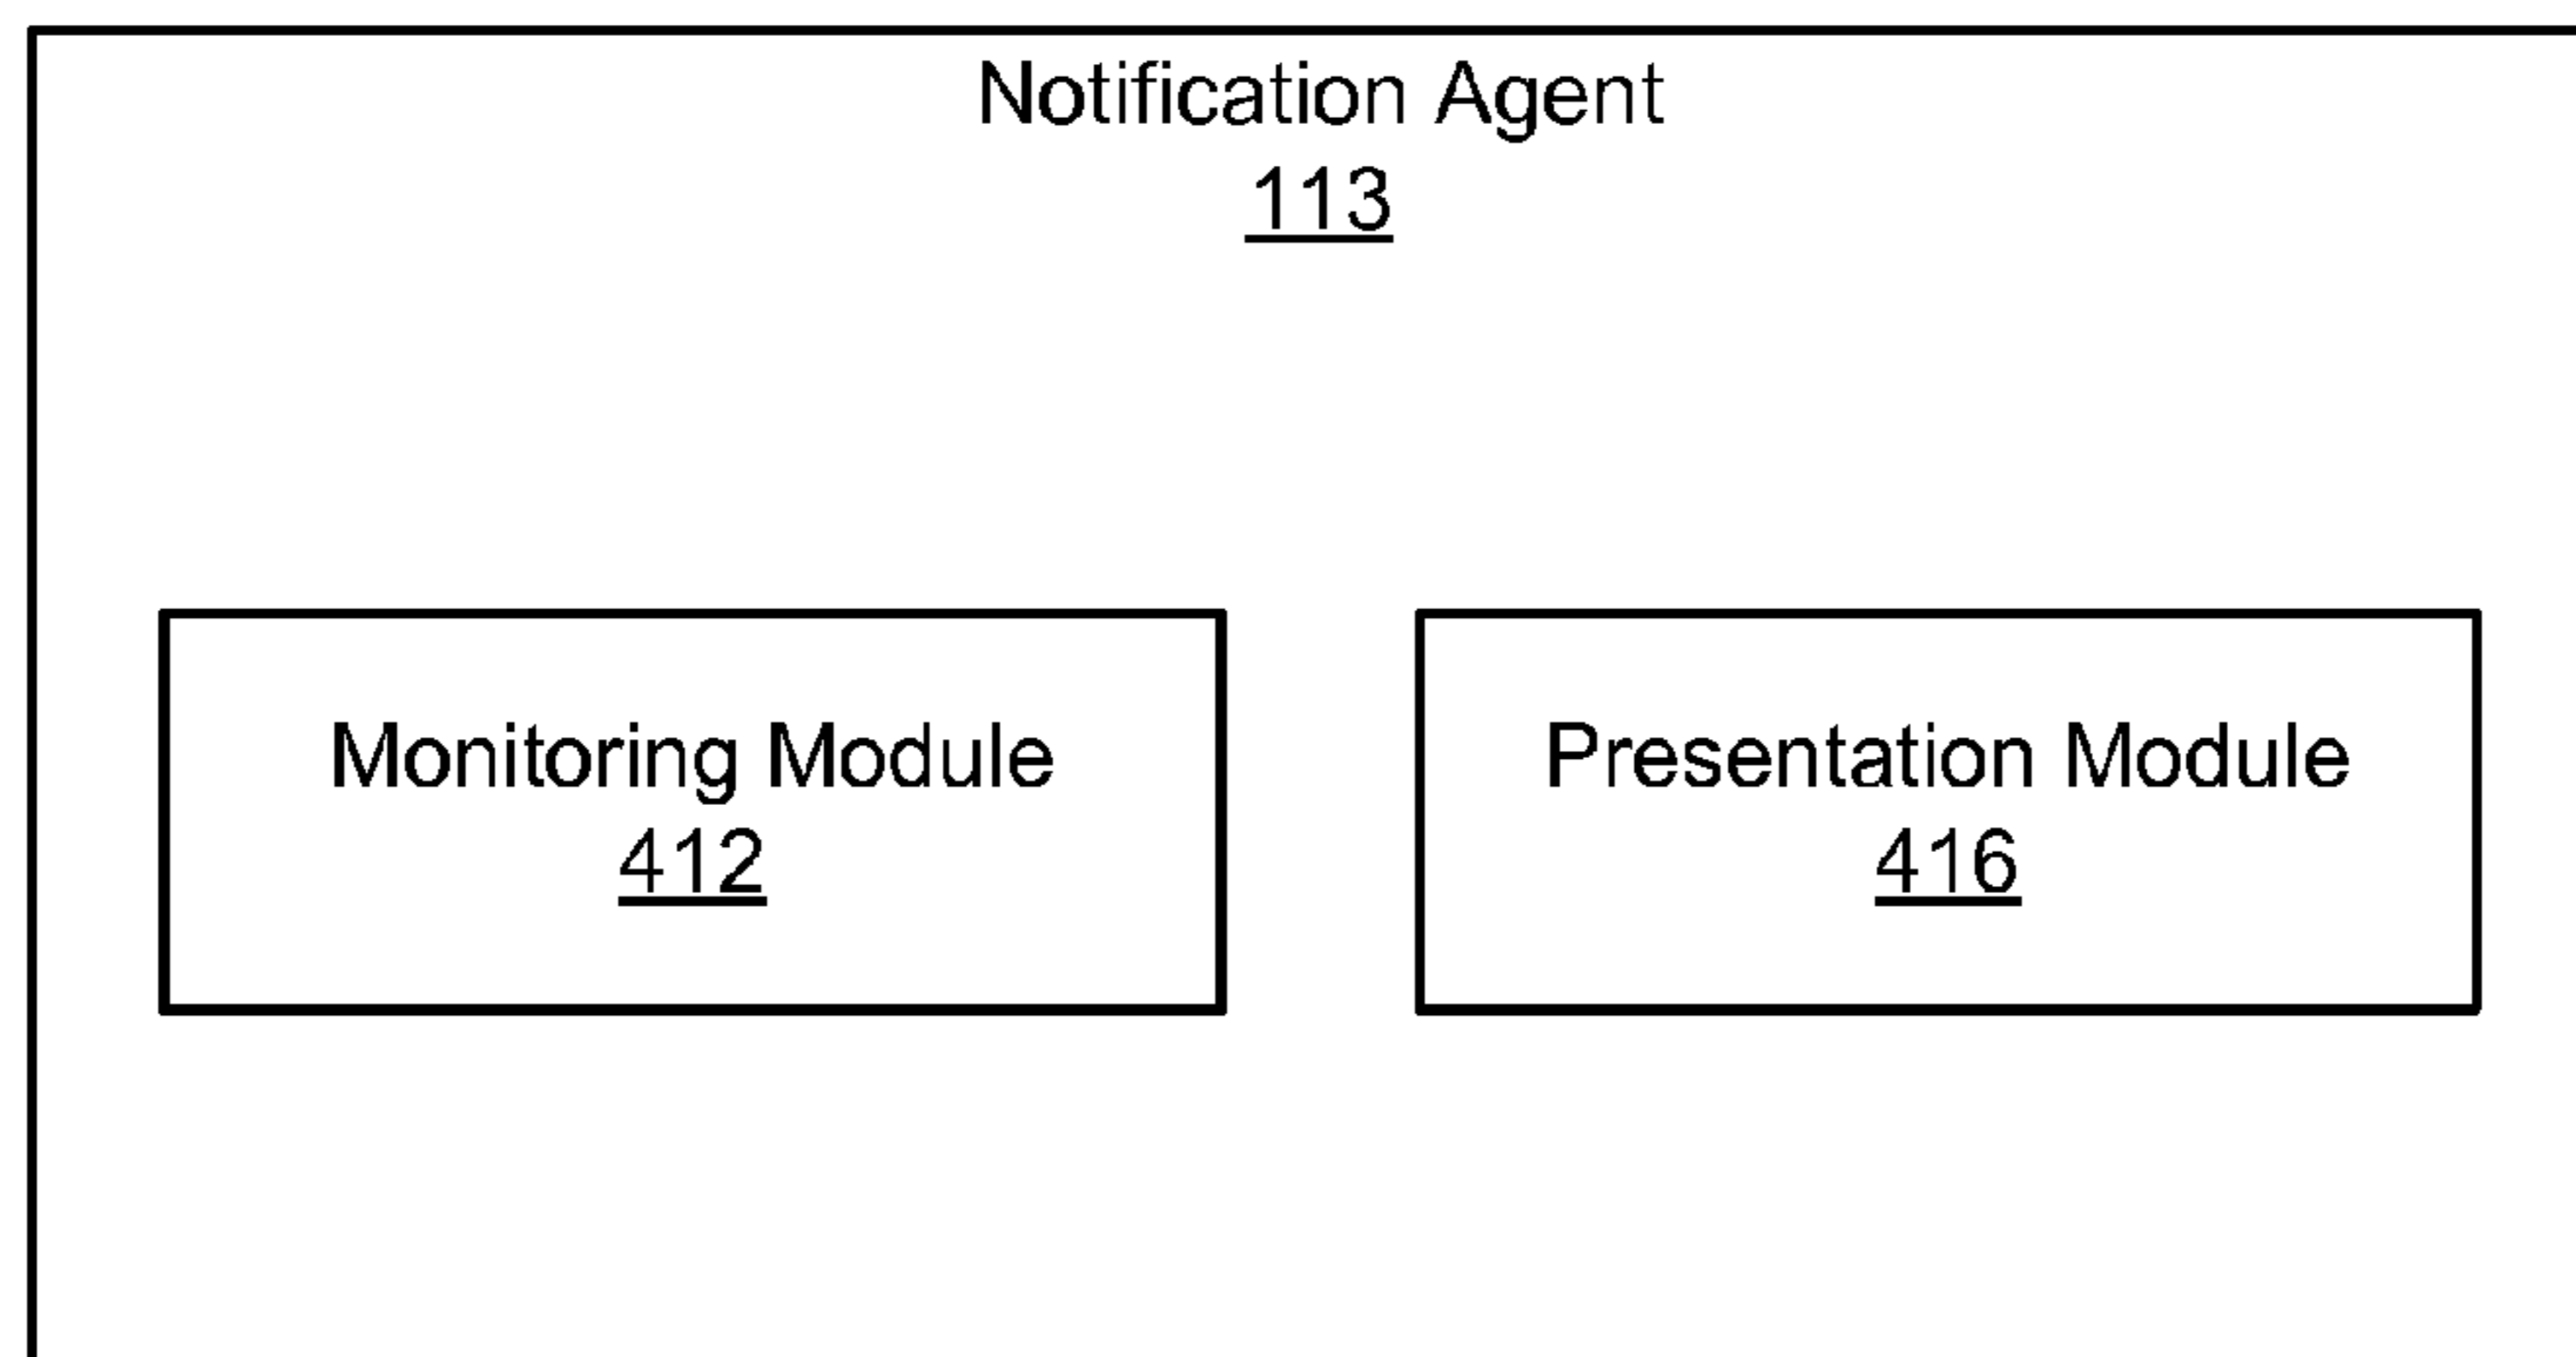 Notification Agent
113
Monitoring Module
412
Presentation Module
416